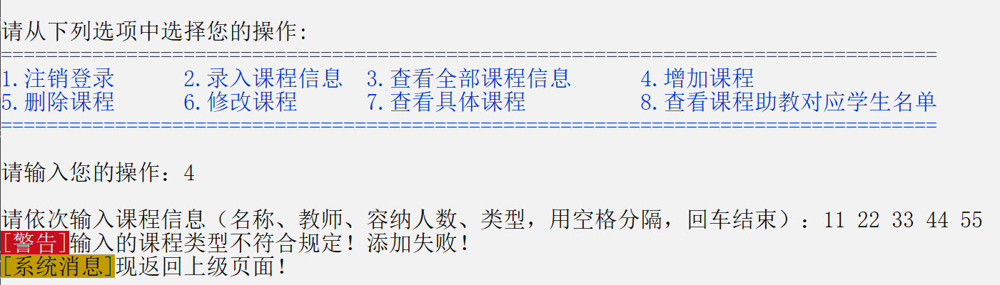 请从下列选项中选择您的操作:
==================================================================================
1.注销登录 2.录入课程信息 3.查看全部课程信息 4.增加课程
5.删除课程 6.修改课程 7.查看具体课程 8.查看课程助教对应学生名单
==================================================================================
请输入您的操作：4
请依次输入课程信息（名称、教师、容纳人数、类型，用空格分隔，回车结束）：11 22 33 44 55
[警告]输入的课程类型不符合规定！添加失败！
[系统消息]现返回上级页面！